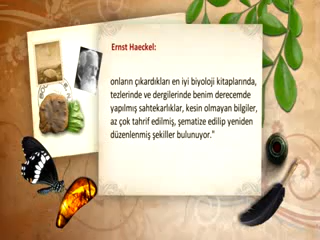 Ernst Haeckel:
onların çıkardıkları en iyi biyoloji kitaplarında,
tezlerinde ve dergilerinde benim derecemde
yapılmış sahtekarlıklar, kesin olmayan bilgiler,
az çok tahrif edilmiş, şematize edilip yeniden
düzenlenmiş şekiller bulunuyor."